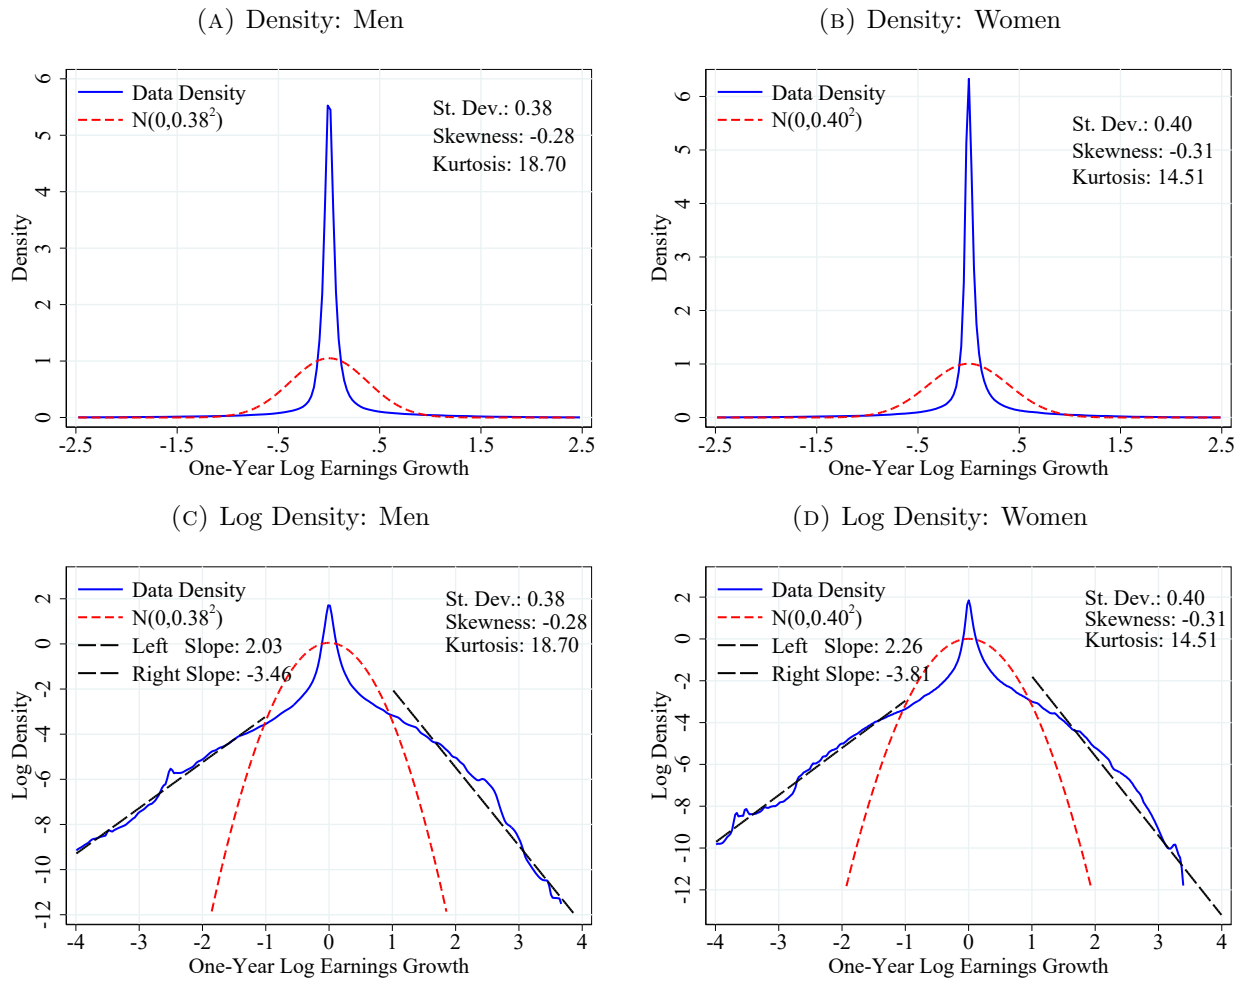 (A) Density: Men
Data Density
N(0,0.38²)
St. Dev.: 0.38
Skewness: -0.28
Kurtosis: 18.70
Density
6
5
4
3
2
1
0
-2.5 -1.5 -.5 .5 1.5 2.5
One-Year Log Earnings Growth
(B) Density: Women
Data Density
N(0,0.40²)
St. Dev.: 0.40
Skewness: -0.31
Kurtosis: 14.51
Density
6
5
4
3
2
1
0
-2.5 -1.5 -.5 .5 1.5 2.5
One-Year Log Earnings Growth
(C) Log Density: Men
Data Density
N(0,0.38²)
Left Slope: 2.03
Right Slope: -3.46
St. Dev.: 0.38
Skewness: -0.28
Kurtosis: 18.70
Log Density
2
0
-2
-4
-6
-8
-10
-12
-4 -3 -2 -1 0 1 2 3 4
One-Year Log Earnings Growth
(D) Log Density: Women
Data Density
N(0,0.40²)
Left Slope: 2.26
Right Slope: -3.81
St. Dev.: 0.40
Skewness: -0.31
Kurtosis: 14.51
Log Density
2
0
-2
-4
-6
-8
-10
-12
-4 -3 -2 -1 0 1 2 3 4
One-Year Log Earnings Growth